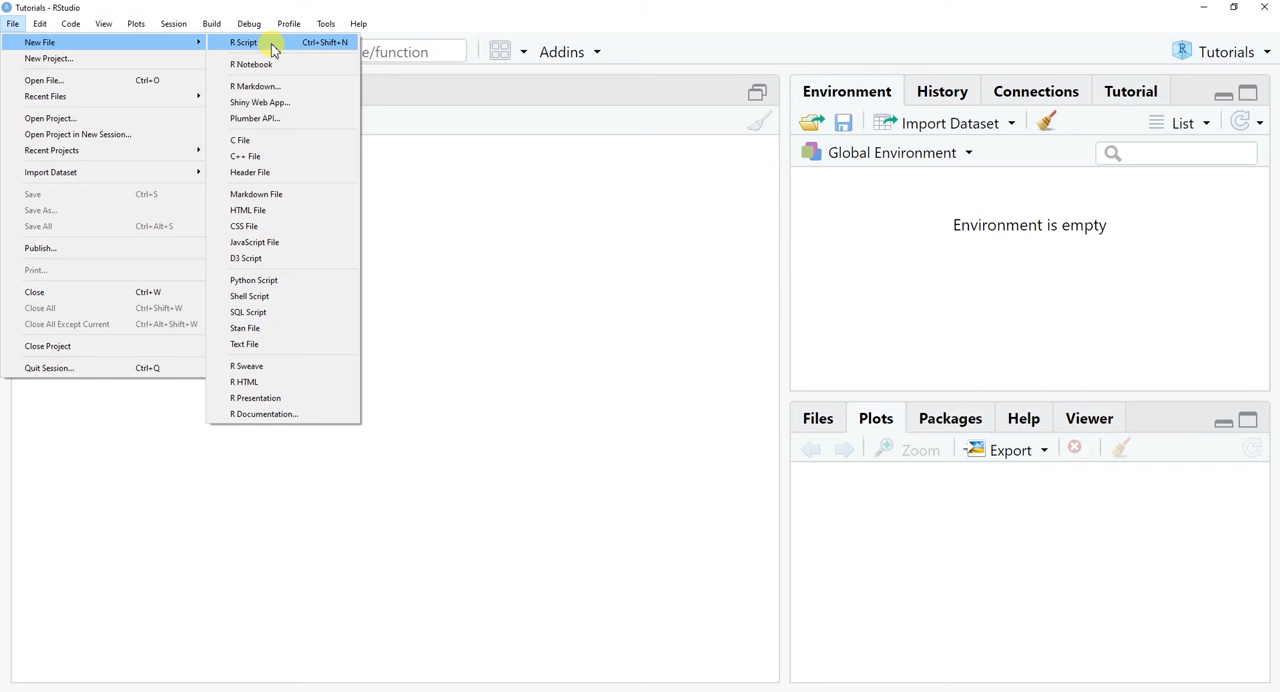 Tutorials - RStudio
File Edit Code View Plots Session Build Debug Profile Tools Help
e/function
Addins
Tutorials
New File
New Project...
Open File... Ctrl+O
Recent Files
Open Project...
Open Project in New Session...
Recent Projects
Import Dataset
Save Ctrl+S
Save As...
Save All Ctrl+Alt+S
Publish...
Print...
Close Ctrl+W
Close All Ctrl+Shift+W
Close All Except Current Ctrl+Alt+Shift+W
Close Project
Quit Session... Ctrl+Q
R Script Ctrl+Shift+N
R Notebook
R Markdown...
Shiny Web App...
Plumber API...
C File
C++ File
Header File
Markdown File
HTML File
CSS File
JavaScript File
D3 Script
Python Script
Shell Script
SQL Script
Stan File
Text File
R Sweave
R HTML
R Presentation
R Documentation...
Environment History Connections Tutorial
Import Dataset List
Global Environment
Environment is empty
Files Plots Packages Help Viewer
Zoom Export